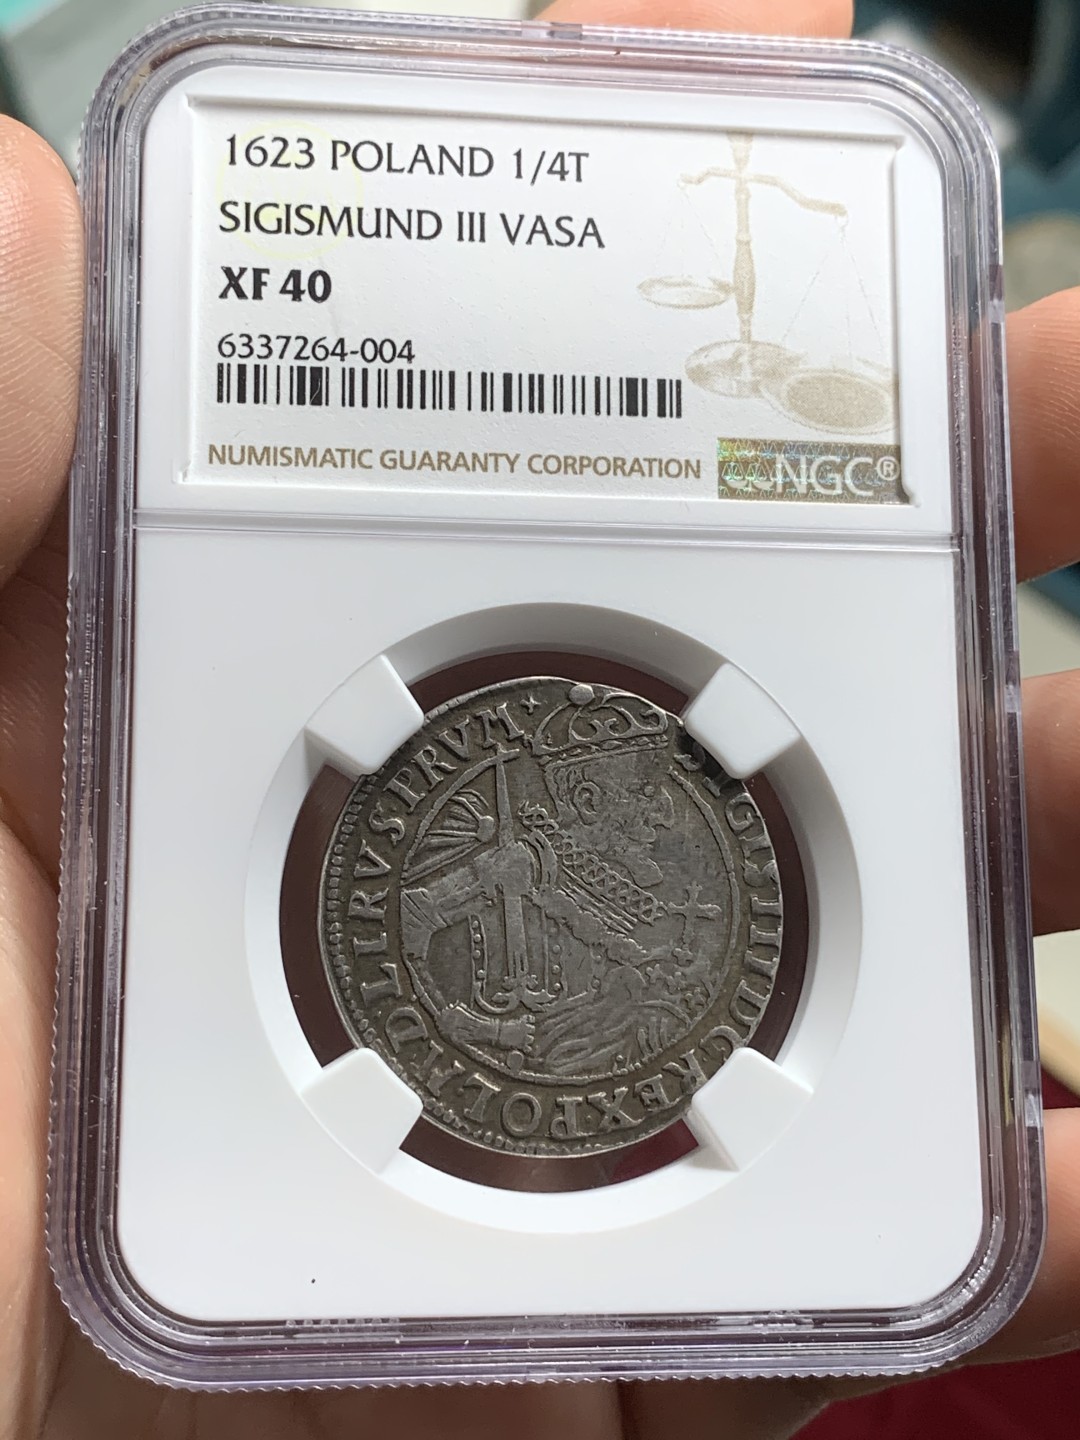 1623 POLAND 1/4T
SIGISMUND III VASA
XF 40
6337264-004
NUMISMATIC GUARANTY CORPORATION
NGC®
SIGIS III D G REX POL M D L I RVS PRVM